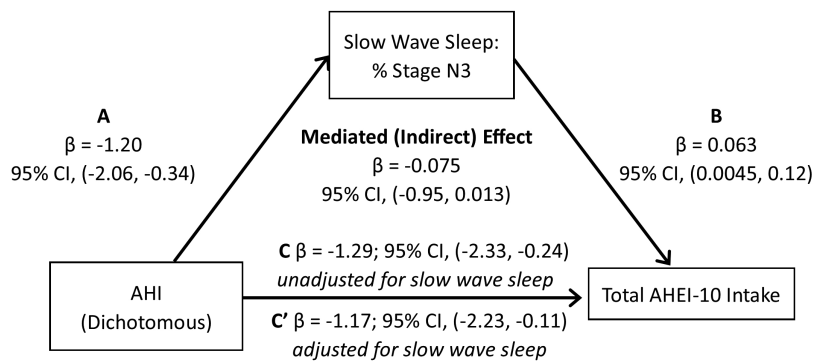 Slow Wave Sleep:
% Stage N3
A
β = -1.20
95% CI, (-2.06, -0.34)
Mediated (Indirect) Effect
β = -0.075
95% CI, (-0.95, 0.013)
B
β = 0.063
95% CI, (0.0045, 0.12)
C β = -1.29; 95% CI, (-2.33, -0.24)
unadjusted for slow wave sleep
AHI
(Dichotomous)
Total AHEI-10 Intake
C’ β = -1.17; 95% CI, (-2.23, -0.11)
adjusted for slow wave sleep